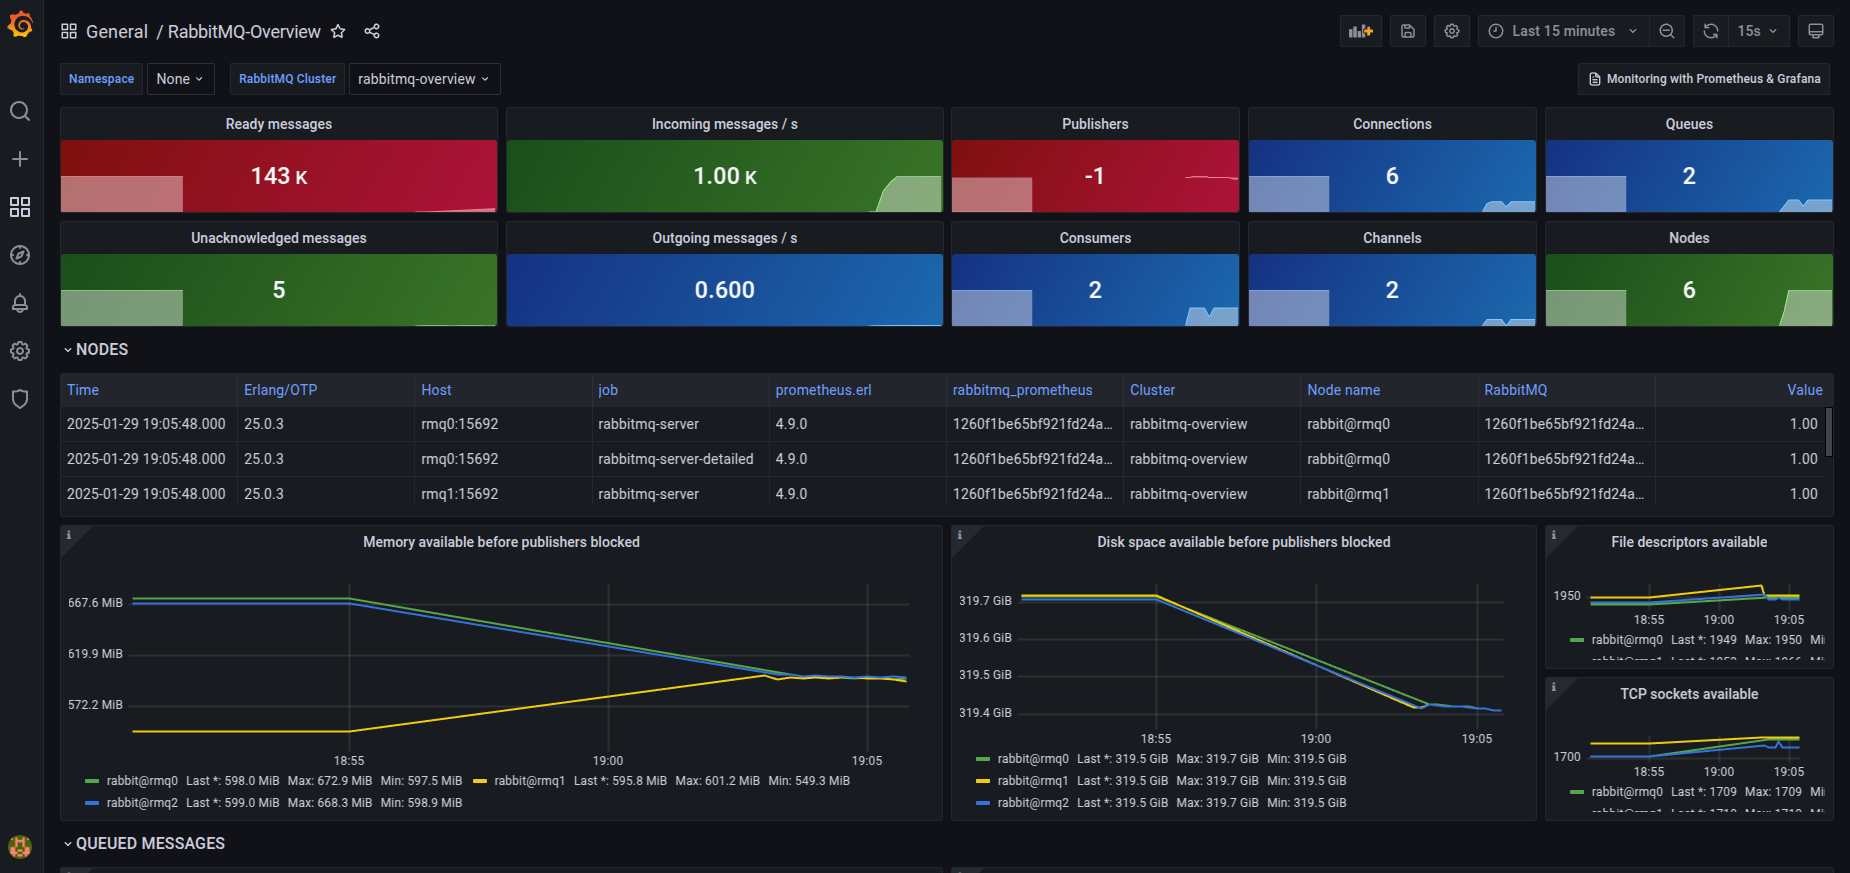 General / RabbitMQ-Overview
Last 15 minutes
15s
Namespace None RabbitMQ Cluster rabbitmq-overview
Monitoring with Prometheus & Grafana
Ready messages
143 K
Incoming messages / s
1.00 K
Publishers
-1
Connections
6
Queues
2
Unacknowledged messages
5
Outgoing messages / s
0.600
Consumers
2
Channels
2
Nodes
6
NODES
Time Erlang/OTP Host job prometheus.erl rabbitmq_prometheus Cluster Node name RabbitMQ Value
2025-01-29 19:05:48.000 25.0.3 rmq0:15692 rabbitmq-server 4.9.0 1260f1be65bf921fd24a... rabbitmq-overview rabbit@rmq0 1260f1be65bf921fd24a... 1.00
2025-01-29 19:05:48.000 25.0.3 rmq0:15692 rabbitmq-server-detailed 4.9.0 1260f1be65bf921fd24a... rabbitmq-overview rabbit@rmq0 1260f1be65bf921fd24a... 1.00
2025-01-29 19:05:48.000 25.0.3 rmq1:15692 rabbitmq-server 4.9.0 1260f1be65bf921fd24a... rabbitmq-overview rabbit@rmq1 1260f1be65bf921fd24a... 1.00
Memory available before publishers blocked
667.6 MiB
619.9 MiB
572.2 MiB
18:55 19:00 19:05
rabbit@rmq0 Last *: 598.0 MiB Max: 672.9 MiB Min: 597.5 MiB rabbit@rmq1 Last *: 595.8 MiB Max: 601.2 MiB Min: 549.3 MiB
rabbit@rmq2 Last *: 599.0 MiB Max: 668.3 MiB Min: 598.9 MiB
Disk space available before publishers blocked
319.7 GiB
319.6 GiB
319.5 GiB
319.4 GiB
18:55 19:00 19:05
rabbit@rmq0 Last *: 319.5 GiB Max: 319.7 GiB Min: 319.5 GiB
rabbit@rmq1 Last *: 319.5 GiB Max: 319.7 GiB Min: 319.5 GiB
rabbit@rmq2 Last *: 319.5 GiB Max: 319.7 GiB Min: 319.5 GiB
File descriptors available
1950
18:55 19:00 19:05
rabbit@rmq0 Last *: 1949 Max: 1950
TCP sockets available
1700
18:55 19:00 19:05
rabbit@rmq0 Last *: 1709 Max: 1709
QUEUED MESSAGES